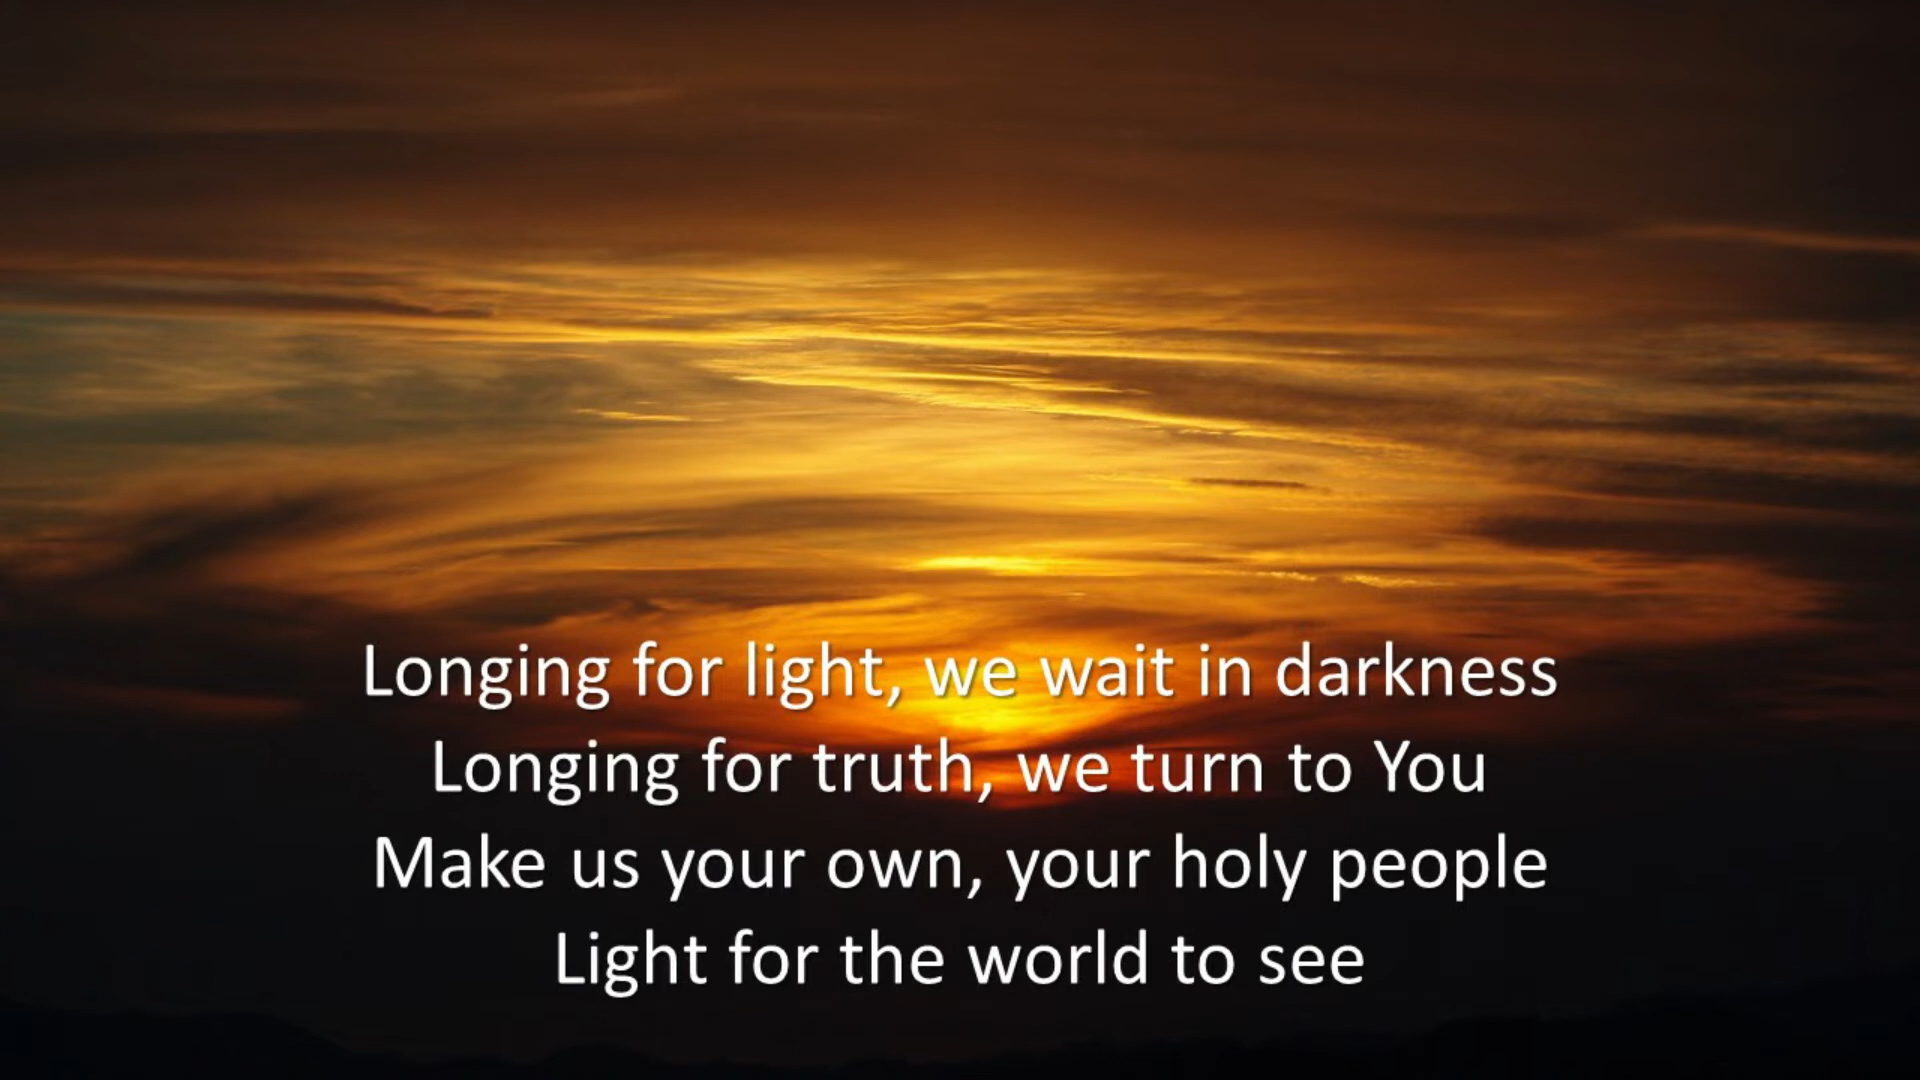 Longing for light, we wait in darkness
Longing for truth, we turn to You
Make us your own, your holy people
Light for the world to see